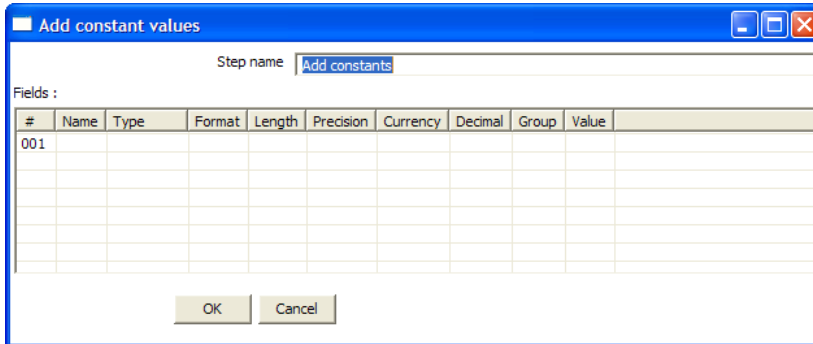 Add constant values
Step name Add constants
Fields :
# Name Type Format Length Precision Currency Decimal Group Value
001
OK Cancel